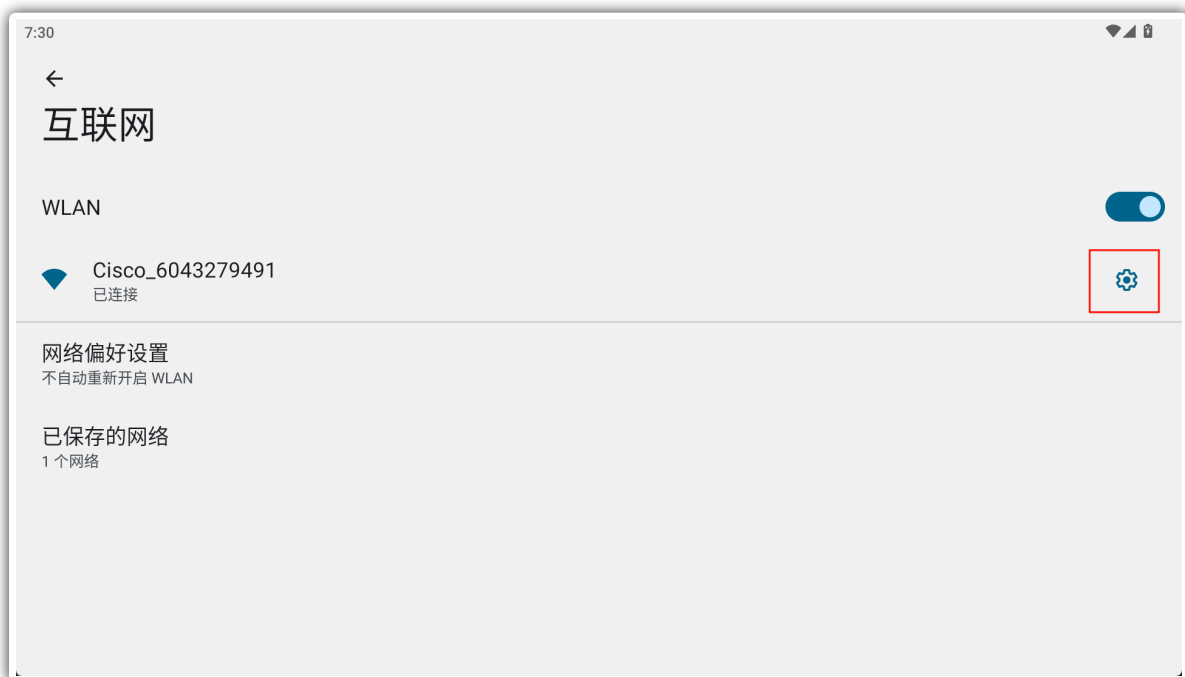 7:30
互联网
WLAN
Cisco_6043279491
已连接
网络偏好设置
不自动重新开启 WLAN
已保存的网络
1 个网络